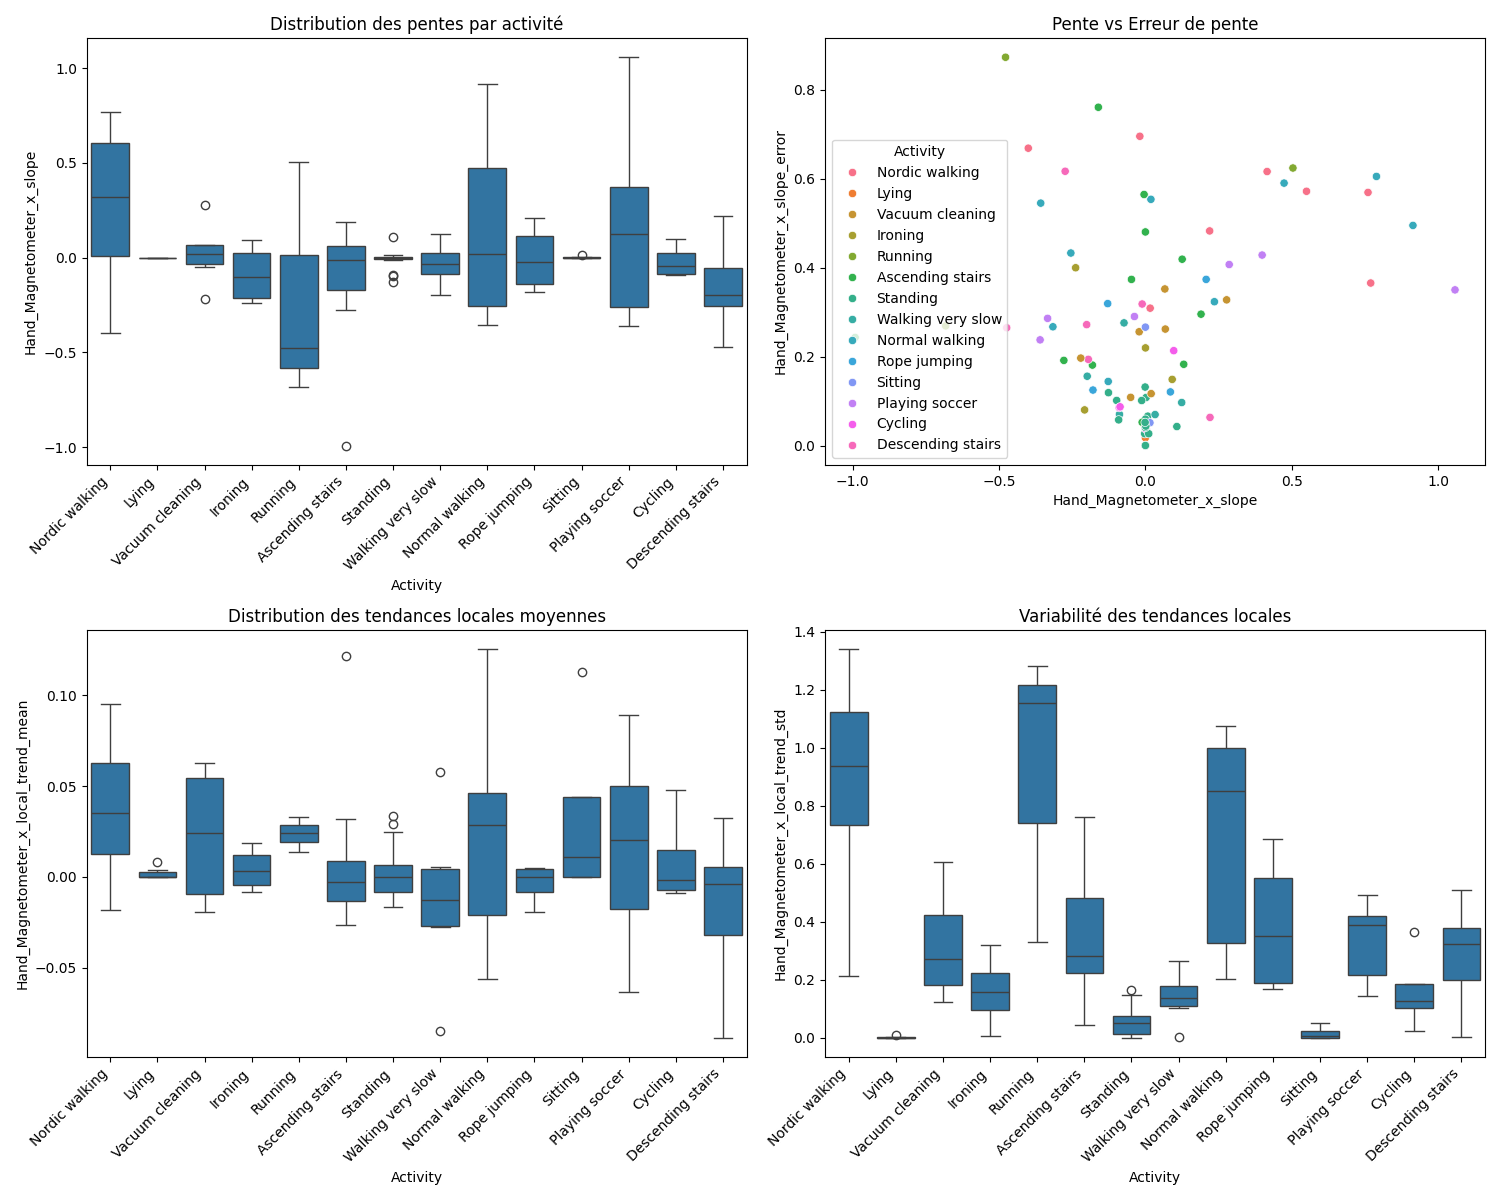 Distribution des pentes par activité
Hand_Magnetometer_x_slope
1.0
0.5
0.0
−0.5
−1.0
Nordic walking
Lying
Vacuum cleaning
Ironing
Running
Ascending stairs
Standing
Walking very slow
Normal walking
Rope jumping
Sitting
Playing soccer
Cycling
Descending stairs
Activity
Pente vs Erreur de pente
Hand_Magnetometer_x_slope_error
0.8
0.6
0.4
0.2
0.0
Activity
Nordic walking
Lying
Vacuum cleaning
Ironing
Running
Ascending stairs
Standing
Walking very slow
Normal walking
Rope jumping
Sitting
Playing soccer
Cycling
Descending stairs
−1.0
−0.5
0.0
0.5
1.0
Hand_Magnetometer_x_slope
Distribution des tendances locales moyennes
Hand_Magnetometer_x_local_trend_mean
0.10
0.05
0.00
−0.05
Nordic walking
Lying
Vacuum cleaning
Ironing
Running
Ascending stairs
Standing
Walking very slow
Normal walking
Rope jumping
Sitting
Playing soccer
Cycling
Descending stairs
Activity
Variabilité des tendances locales
Hand_Magnetometer_x_local_trend_std
1.4
1.2
1.0
0.8
0.6
0.4
0.2
0.0
Nordic walking
Lying
Vacuum cleaning
Ironing
Running
Ascending stairs
Standing
Walking very slow
Normal walking
Rope jumping
Sitting
Playing soccer
Cycling
Descending stairs
Activity